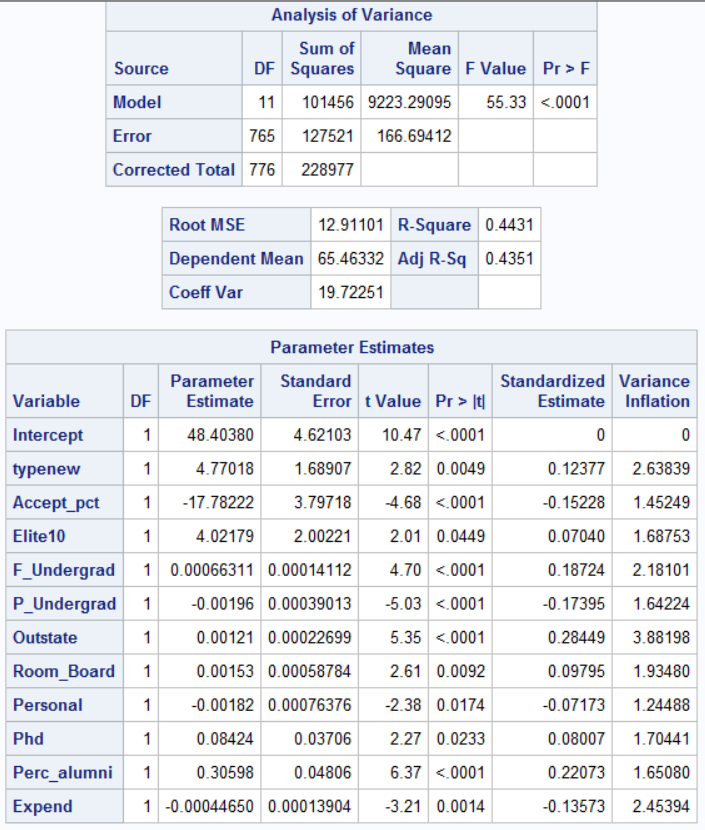 Analysis of Variance
Source DF Sum of Squares Mean Square F Value Pr > F
Model 11 101456 9223.29095 55.33 <.0001
Error 765 127521 166.69412
Corrected Total 776 228977
Root MSE 12.91101 R-Square 0.4431
Dependent Mean 65.46332 Adj R-Sq 0.4351
Coeff Var 19.72251
Parameter Estimates
Variable DF Parameter Estimate Standard Error t Value Pr > |t| Standardized Estimate Variance Inflation
Intercept 1 48.40380 4.62103 10.47 <.0001 0 0
typenew 1 4.77018 1.68907 2.82 0.0049 0.12377 2.63839
Accept_pct 1 -17.78222 3.79718 -4.68 <.0001 -0.15228 1.45249
Elite10 1 4.02179 2.00221 2.01 0.0449 0.07040 1.68753
F_Undergrad 1 0.00066311 0.00014112 4.70 <.0001 0.18724 2.18101
P_Undergrad 1 -0.00196 0.00039013 -5.03 <.0001 -0.17395 1.64224
Outstate 1 0.00121 0.00022699 5.35 <.0001 0.28449 3.88198
Room_Board 1 0.00153 0.00058784 2.61 0.0092 0.09795 1.93480
Personal 1 -0.00182 0.00076376 -2.38 0.0174 -0.07173 1.24488
Phd 1 0.08424 0.03706 2.27 0.0233 0.08007 1.70441
Perc_alumni 1 0.30598 0.04806 6.37 <.0001 0.22073 1.65080
Expend 1 -0.00044650 0.00013904 -3.21 0.0014 -0.13573 2.45394